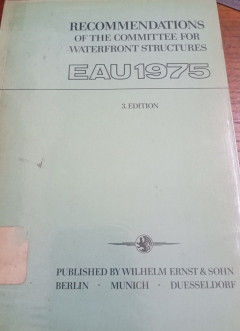 RECOMMENDATIONS
OF THE COMMITTEE FOR
WATERFRONT STRUCTURES
EAU 1975
3. EDITION
PUBLISHED BY WILHELM ERNST & SOHN
BERLIN · MUNICH · DUESSELDORF